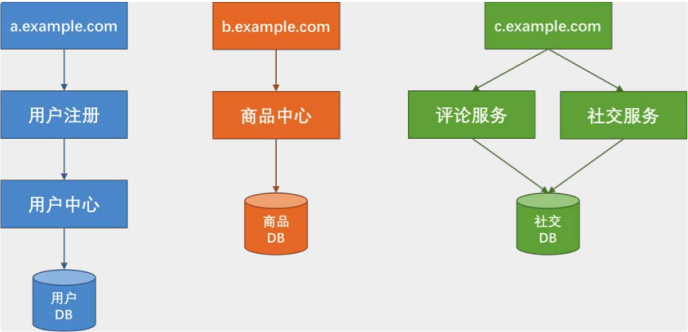 a.example.com
b.example.com
c.example.com
用户注册
商品中心
评论服务
社交服务
用户中心
商品
DB
社交
DB
用户
DB